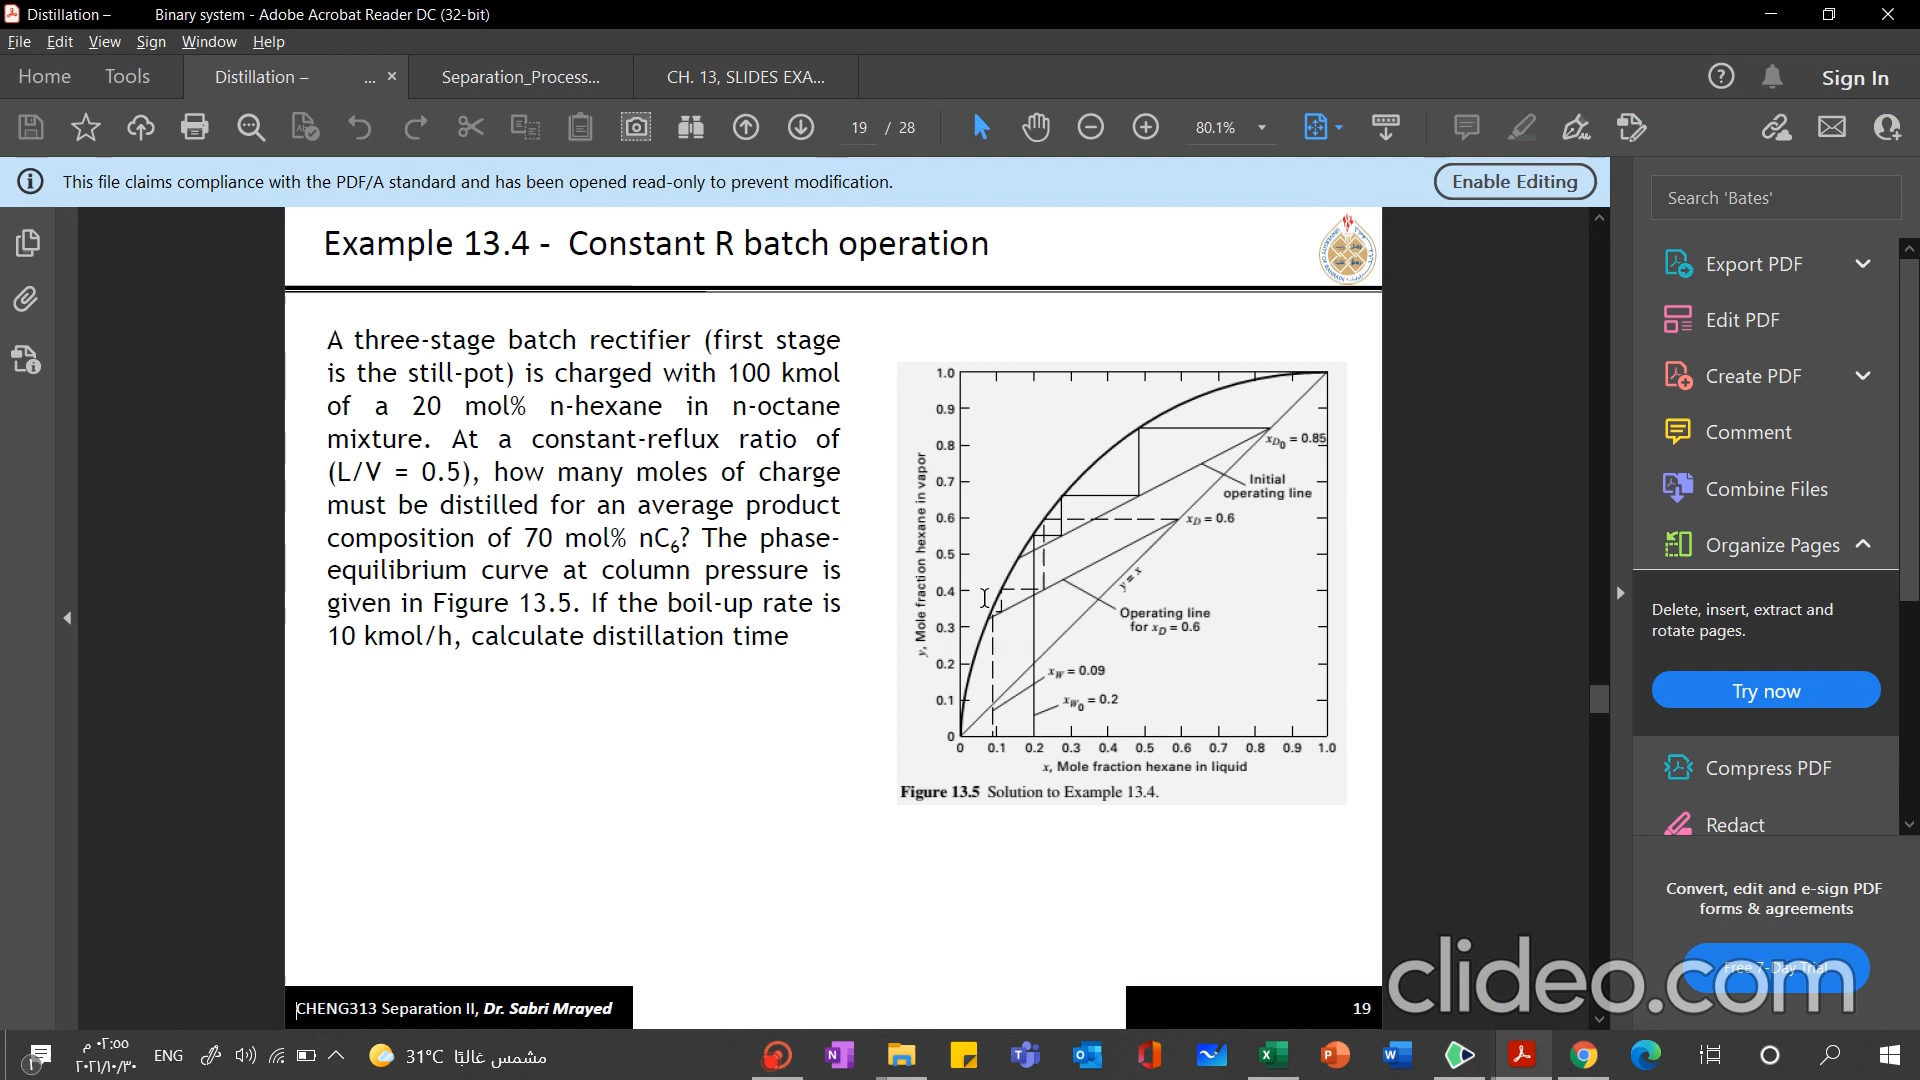 Distillation – Binary system - Adobe Acrobat Reader DC (32-bit)
File Edit View Sign Window Help
Home Tools Distillation – ... × Separation_Process... CH. 13, SLIDES EXA... Sign In
19 / 28 80.1%
This file claims compliance with the PDF/A standard and has been opened read-only to prevent modification. Enable Editing
Search 'Bates'
Export PDF
Edit PDF
Create PDF
Comment
Combine Files
Organize Pages
Delete, insert, extract and
rotate pages.
Try now
Compress PDF
Redact
Convert, edit and e-sign PDF
forms & agreements
Free 7-Day Trial
Example 13.4 - Constant R batch operation
A three-stage batch rectifier (first stage
is the still-pot) is charged with 100 kmol
of a 20 mol% n-hexane in n-octane
mixture. At a constant-reflux ratio of
(L/V = 0.5), how many moles of charge
must be distilled for an average product
composition of 70 mol% nC6? The phase-
equilibrium curve at column pressure is
given in Figure 13.5. If the boil-up rate is
10 kmol/h, calculate distillation time
y, Mole fraction hexane in vapor
1.0
0.9
0.8
0.7
0.6
0.5
0.4
0.3
0.2
0.1
0
xD0 = 0.85
Initial
operating line
xD = 0.6
y = x
Operating line
for xD = 0.6
xW = 0.09
xW0 = 0.2
0 0.1 0.2 0.3 0.4 0.5 0.6 0.7 0.8 0.9 1.0
x, Mole fraction hexane in liquid
Figure 13.5 Solution to Example 13.4.
CHENG313 Separation II, Dr. Sabri Mrayed
19
clideo.com
٠٢:٥٥ م
٢٠٢١/١٠/٣٠
ENG
31°C مشمس غالبًا